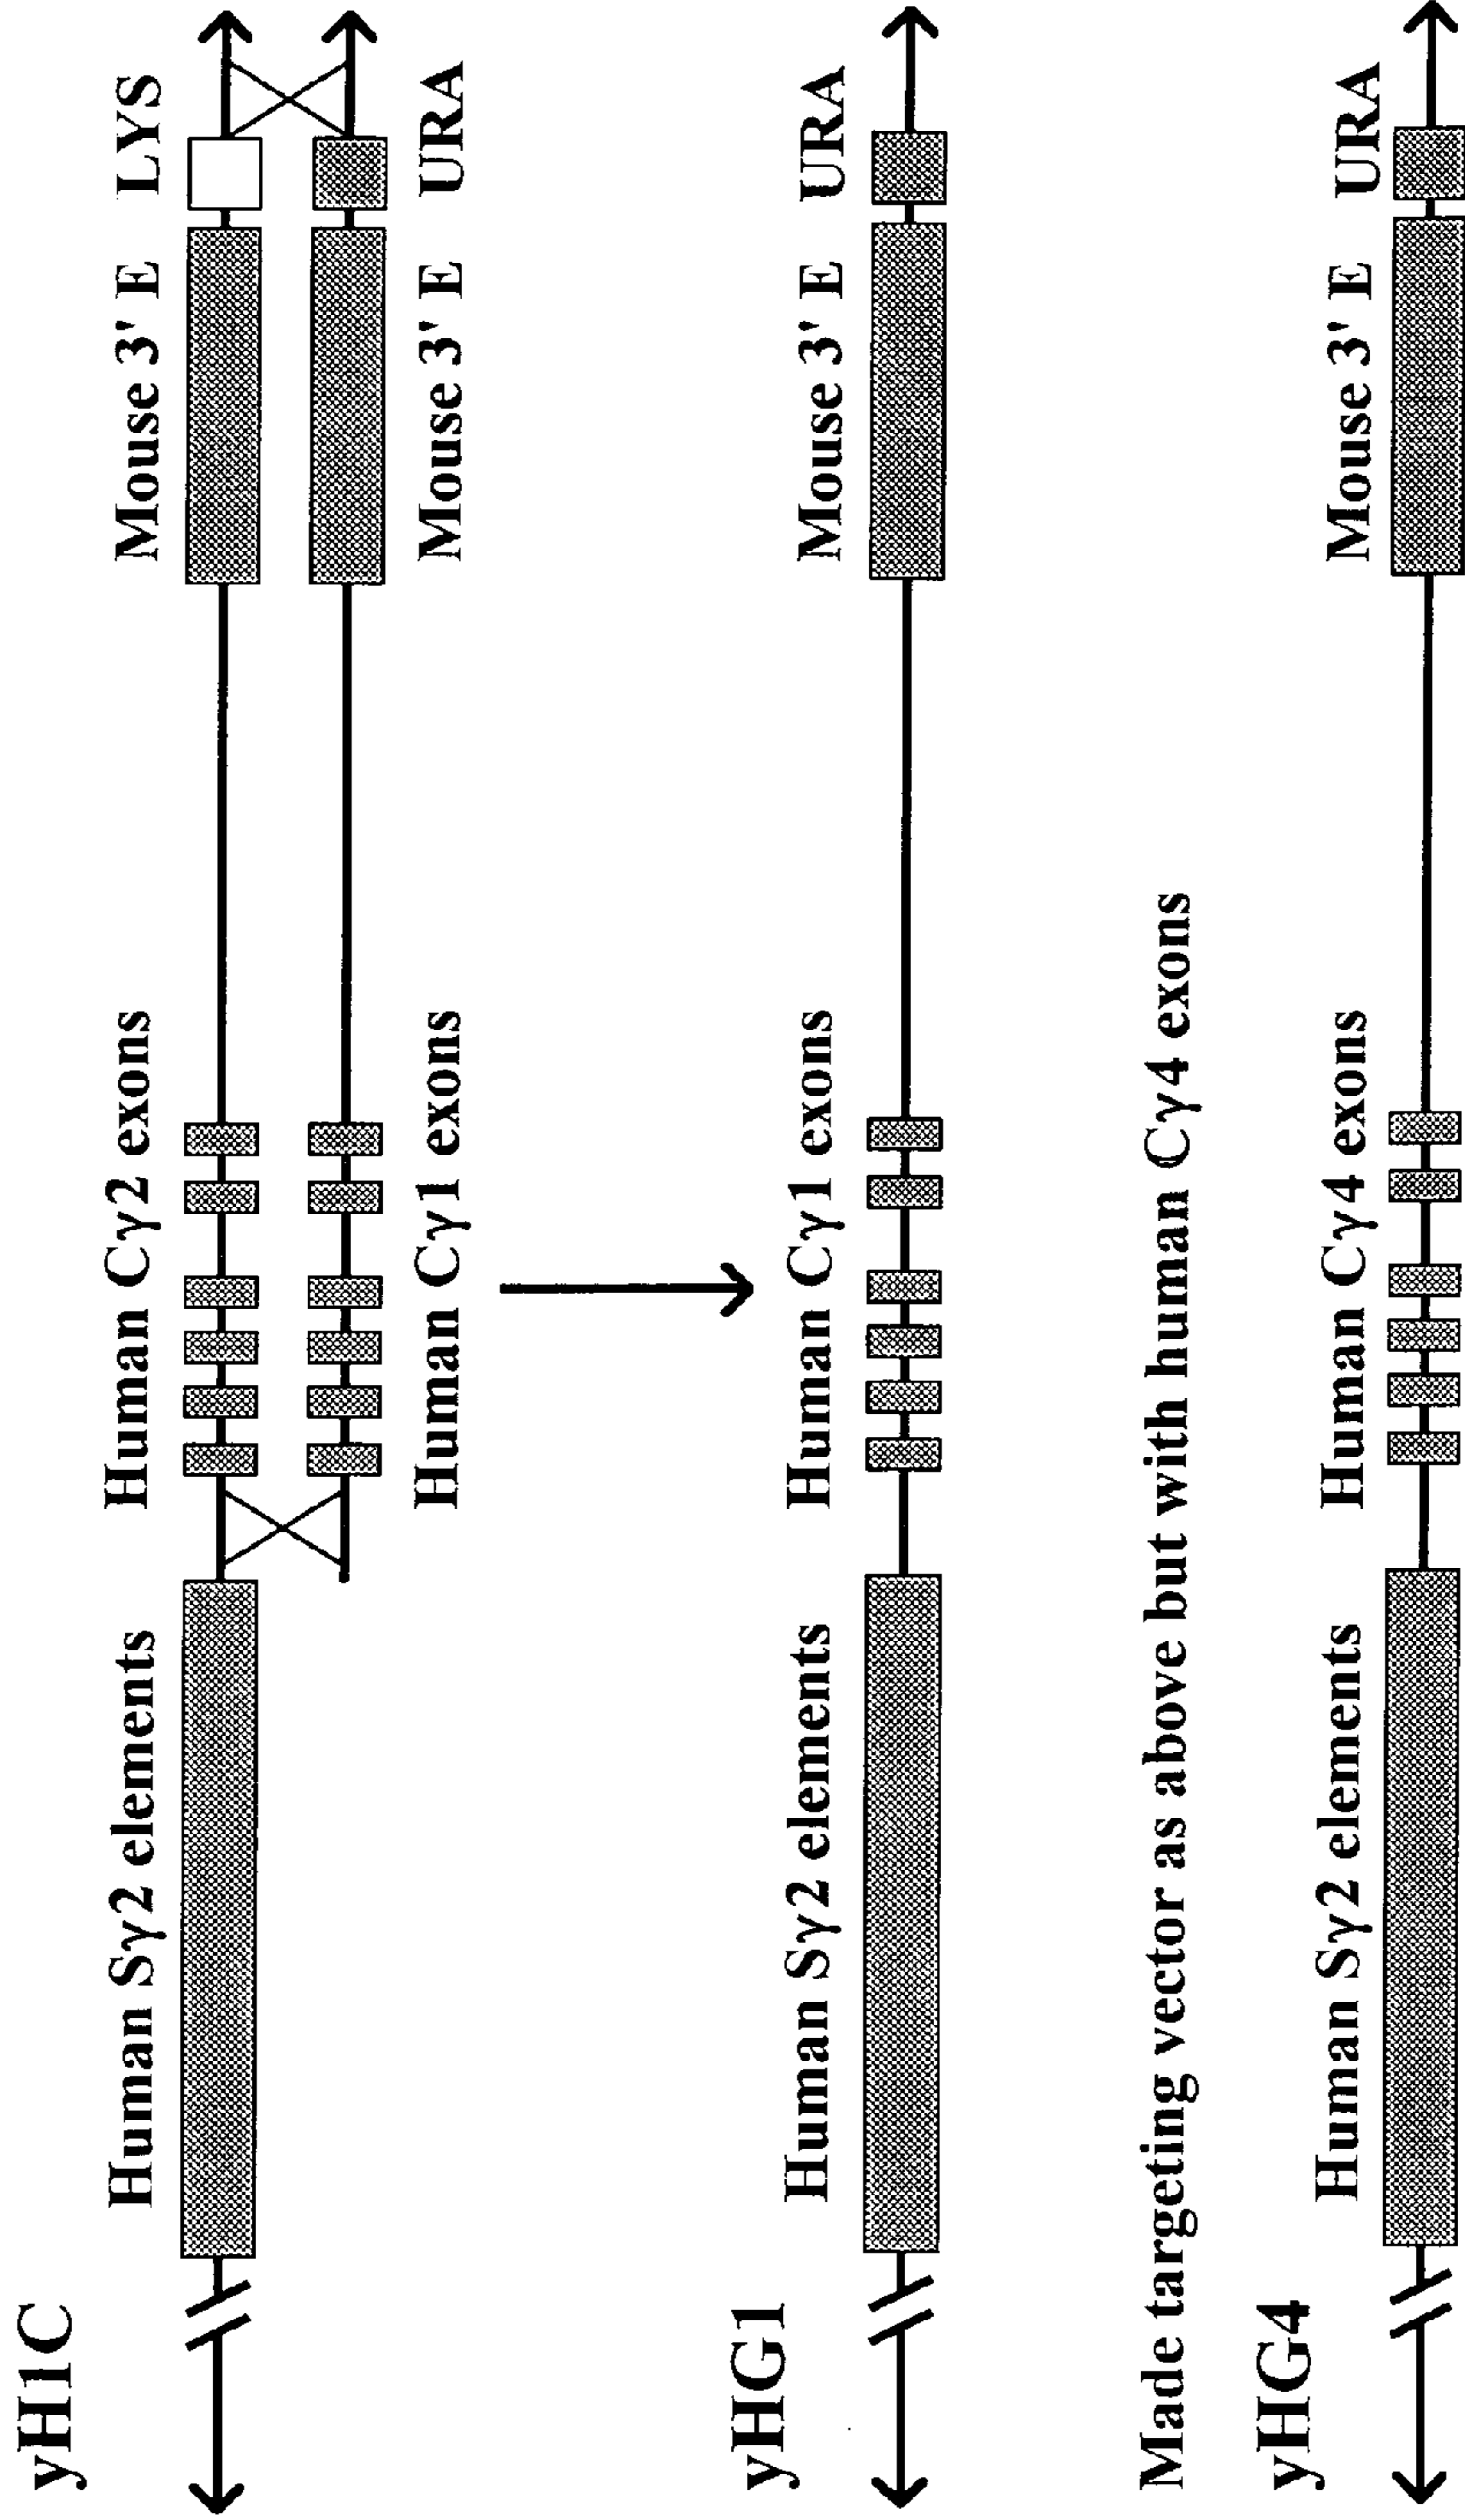 yH1C
Human Sγ2 elements
Human Cγ2 exons
Mouse 3' E
LYS
Human Cγ1 exons
Mouse 3' E
URA
yHG1
Human Sγ2 elements
Human Cγ1 exons
Mouse 3' E
URA
Made targeting vector as above but with human Cγ4 exons
yHG4
Human Sγ2 elements
Human Cγ4 exons
Mouse 3' E
URA